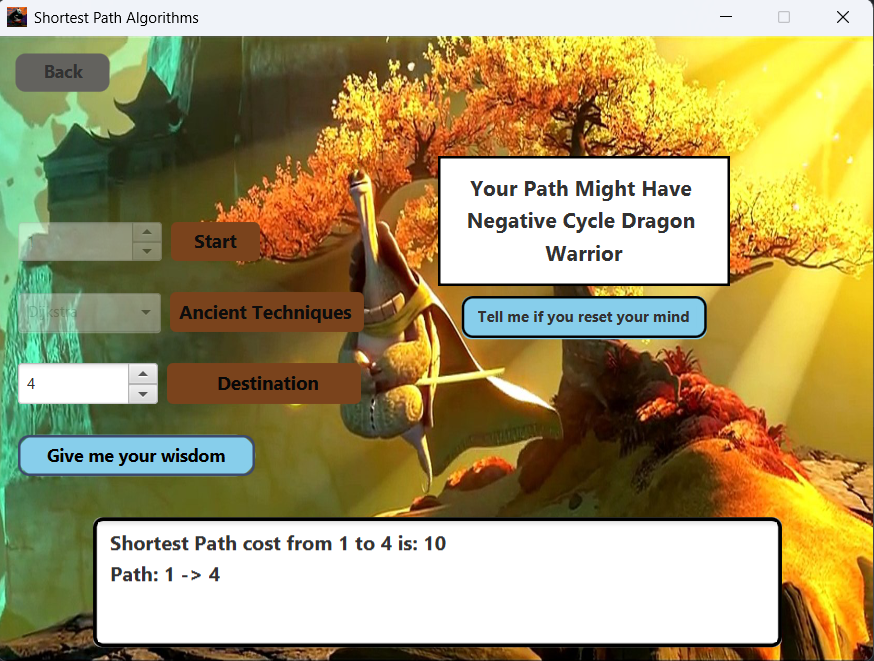 Shortest Path Algorithms
Back
Start
Your Path Might Have
Negative Cycle Dragon
Warrior
Dijkstra
Ancient Techniques
Tell me if you reset your mind
4
Destination
Give me your wisdom
Shortest Path cost from 1 to 4 is: 10
Path: 1 -> 4